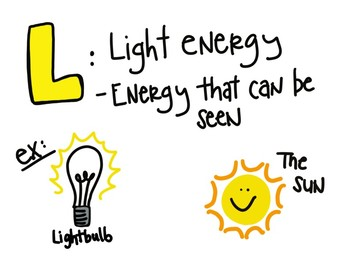 L: Light energy
- Energy that can be
seen
ex:
Lightbulb
The
sun